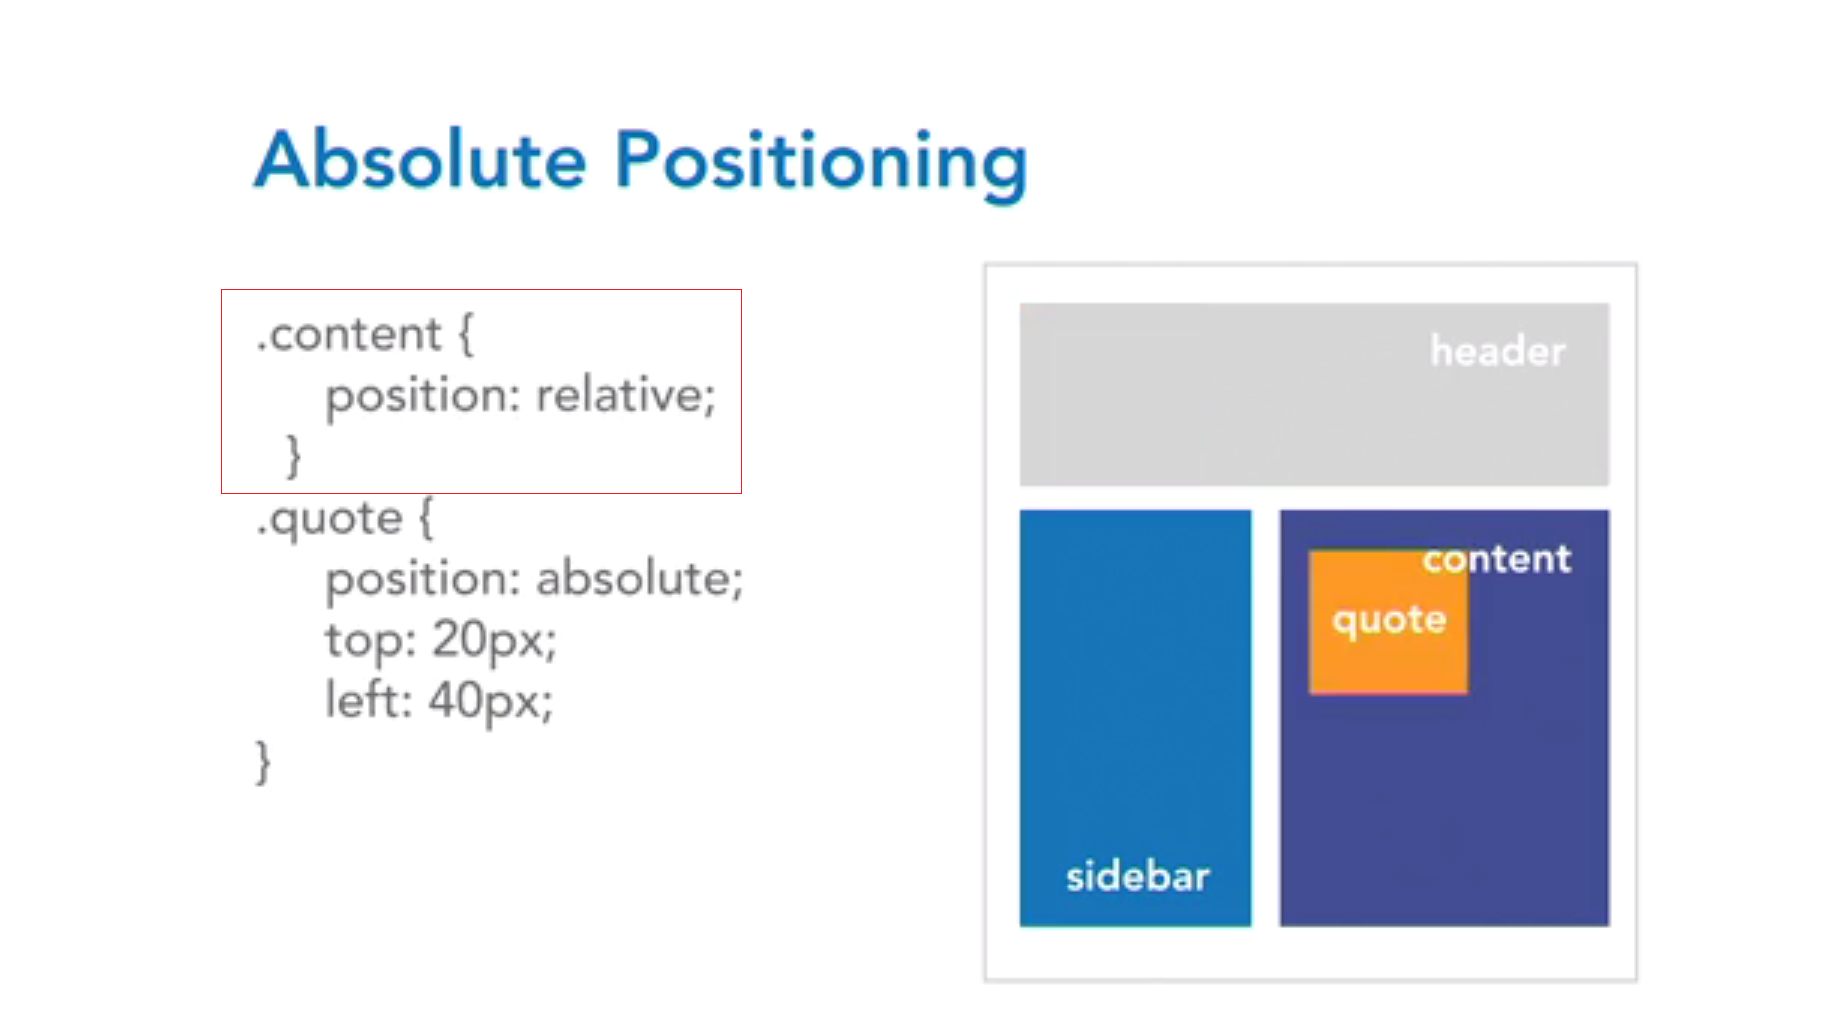 Absolute Positioning
.content {
position: relative;
}
.quote {
position: absolute;
top: 20px;
left: 40px;
}
header
content
quote
sidebar